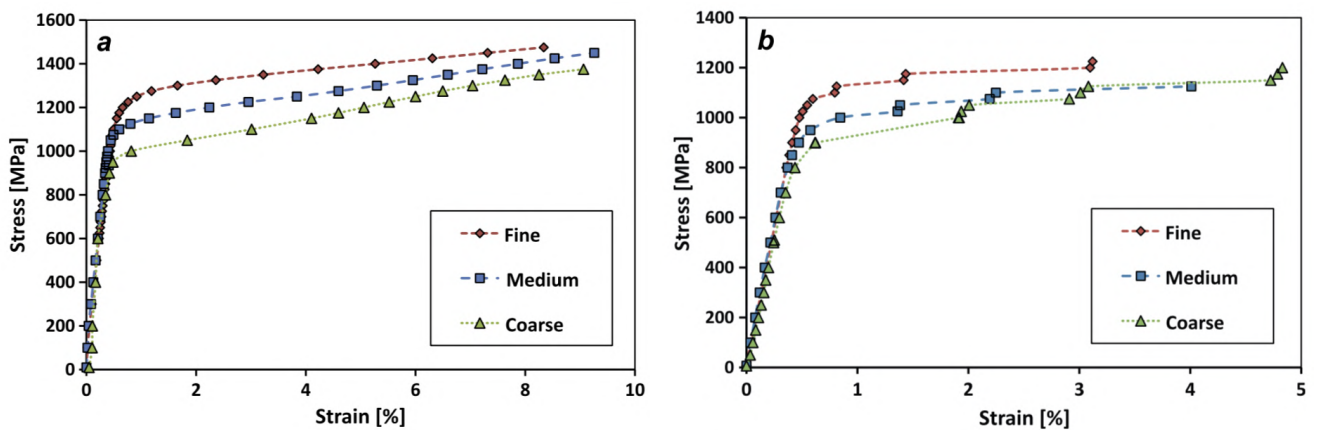 a
1600
1400
1200
1000
800
600
400
200
0
Stress [MPa]
0 2 4 6 8 10
Strain [%]
Fine
Medium
Coarse
b
1400
1200
1000
800
600
400
200
0
Stress [MPa]
0 1 2 3 4 5
Strain [%]
Fine
Medium
Coarse